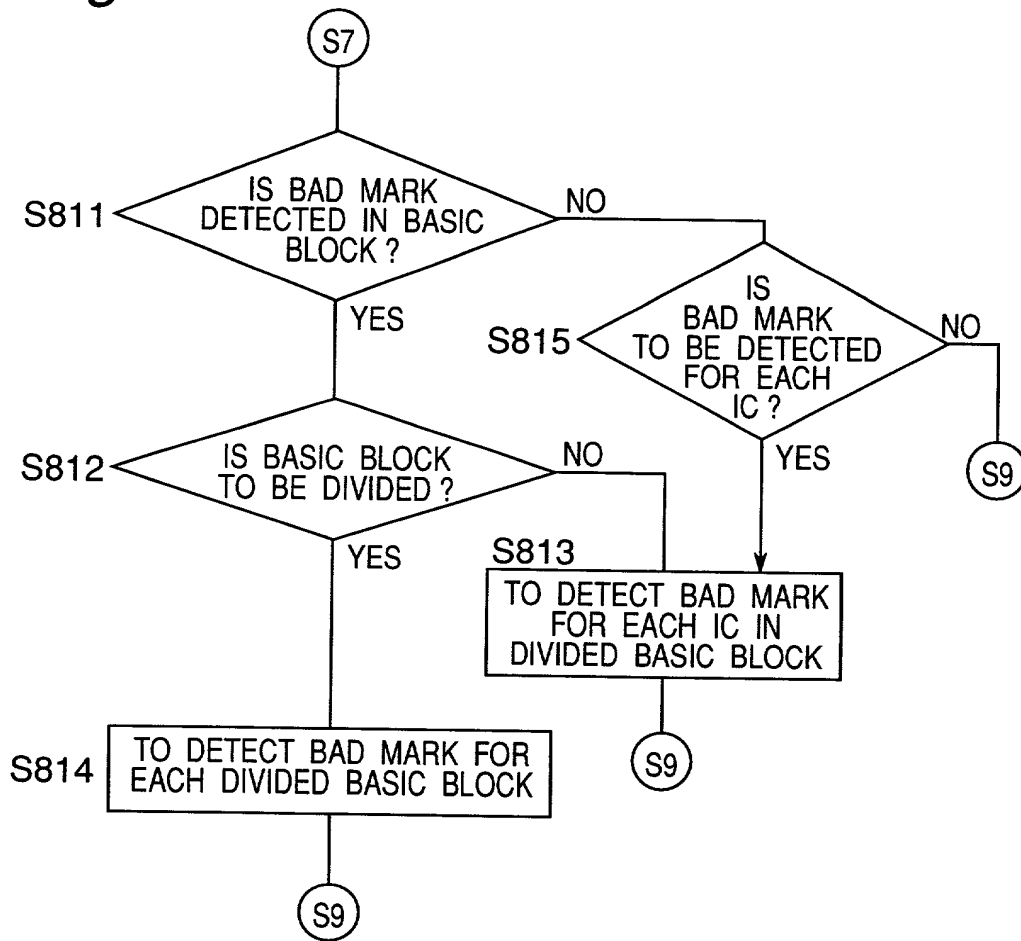 S7
S811
IS BAD MARK
DETECTED IN BASIC
BLOCK?
NO
YES
S815
IS
BAD MARK
TO BE DETECTED
FOR EACH
IC?
NO
YES
S9
S812
IS BASIC BLOCK
TO BE DIVIDED?
NO
YES
S813
TO DETECT BAD MARK
FOR EACH IC IN
DIVIDED BASIC BLOCK
S9
S814
TO DETECT BAD MARK FOR
EACH DIVIDED BASIC BLOCK
S9